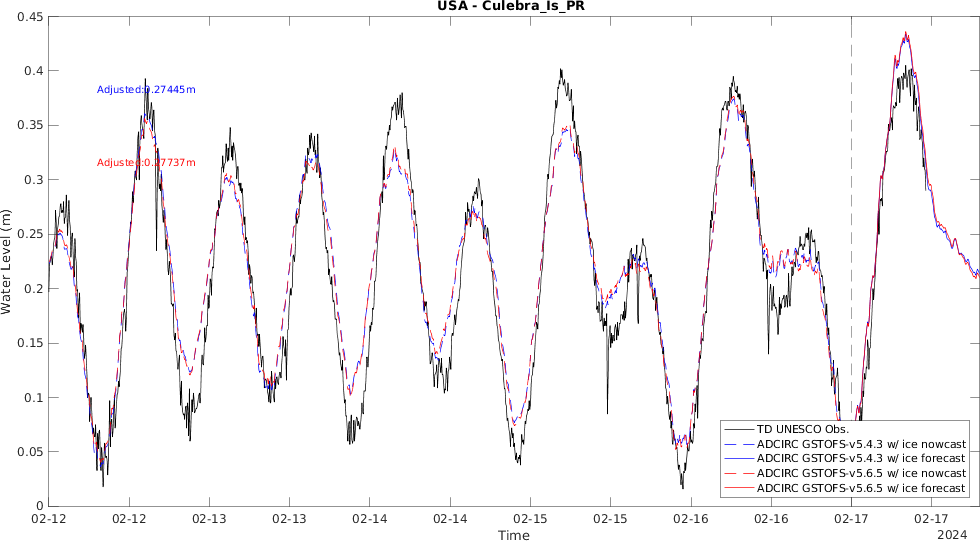 USA - Culebra_Is_PR
0.45
0.4
0.35
0.3
0.25
0.2
0.15
0.1
0.05
0
Water Level (m)
Adjusted:0.27445m
Adjusted:0.27737m
TD UNESCO Obs.
ADCIRC GSTOFS-v5.4.3 w/ ice nowcast
ADCIRC GSTOFS-v5.4.3 w/ ice forecast
ADCIRC GSTOFS-v5.6.5 w/ ice nowcast
ADCIRC GSTOFS-v5.6.5 w/ ice forecast
02-12 02-12 02-13 02-13 02-14 02-14 02-15 02-15 02-16 02-16 02-17 02-17
Time
2024